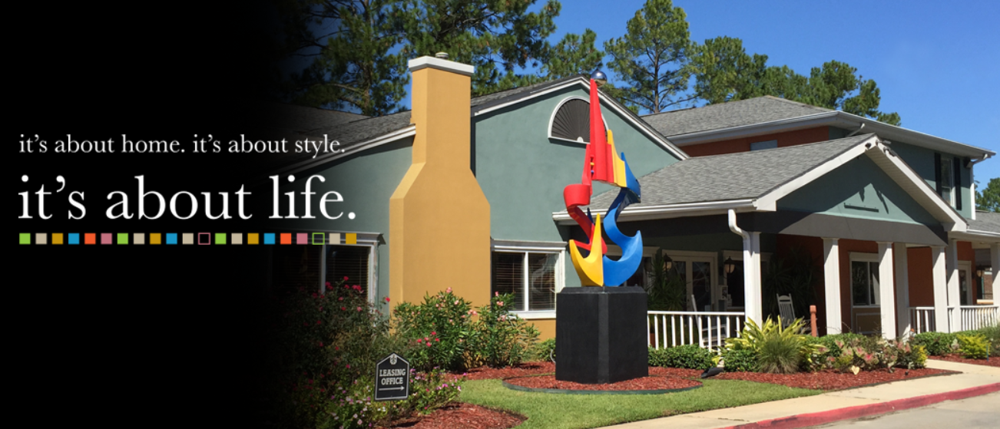 it's about home. it's about style.
it's about life.
LEASING
OFFICE